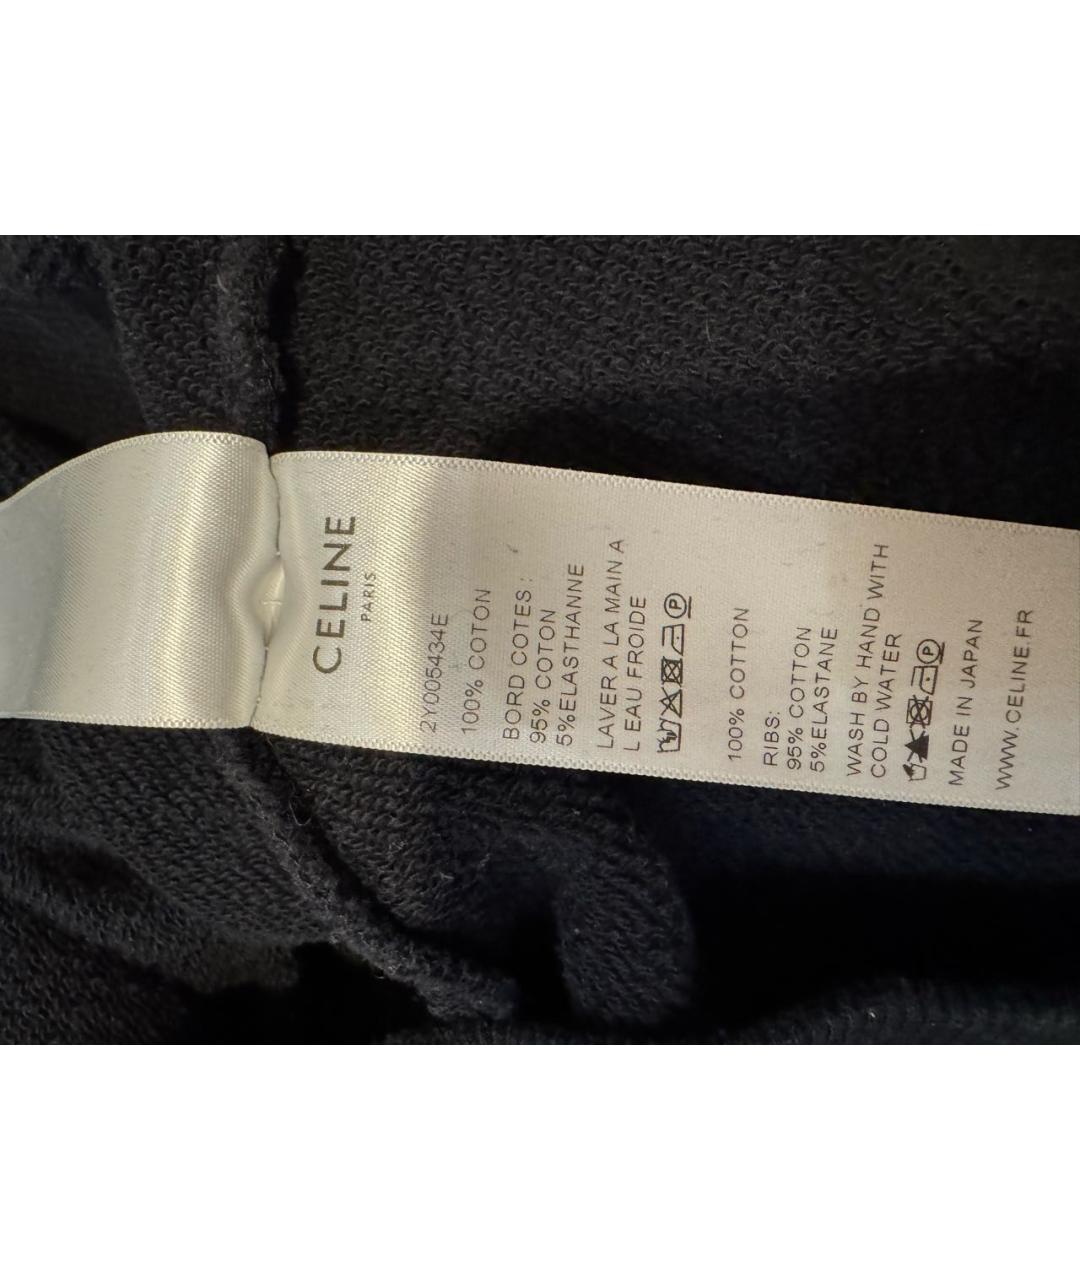 CELINE
PARIS
2Y005434E
100% COTON
BORD COTES :
95% COTON
5%ELASTHANNE
LAVER A LA MAIN A
L EAU FROIDE
P
100% COTTON
RIBS:
95% COTTON
5%ELASTANE
WASH BY HAND WITH
COLD WATER
P
MADE IN JAPAN
WWW.CELINE.FR